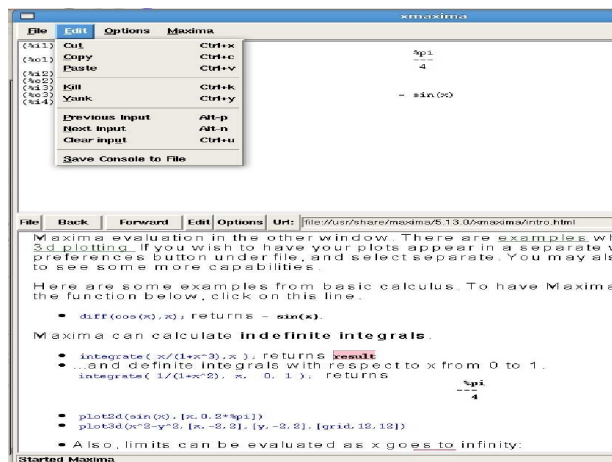 xmaxima
File Edit Options Maxima
(%i1)
(%o1)
(%i2)
(%o2)
(%i3)
(%o3)
(%i4)
Cut Ctrl+x
Copy Ctrl+c
Paste Ctrl+v
Kill Ctrl+k
Yank Ctrl+y
Previous Input Alt-p
Next Input Alt-n
Clear input Ctrl+u
Save Console to File
%pi
---
4
- sin(x)
File Back Forward Edit Options Url: file://usr/share/maxima/5.13.0/xmaxima/intro.html
Maxima evaluation in the other window. There are examples
3d plotting. If you wish to have your plots appear in a separate
preferences button under file, and select separate. You may
to see some more capabilities.
Here are some examples from basic calculus. To have Maxima
the function below, click on this line.
• diff(cos(x),x); returns - sin(x).
Maxima can calculate indefinite integrals.
• integrate( x/(1+x^3),x ); returns result
• ...and definite integrals with respect to x from 0 to 1.
integrate( 1/(1+x^2), x, 0, 1 ); returns
%pi
---
4
• plot2d(sin(x),[x,0,2*%pi])
• plot3d(x^2-y^2,[x,-2,2],[y,-2,2],[grid,12,12])
• Also, limits can be evaluated as x goes to infinity:
Started Maxima